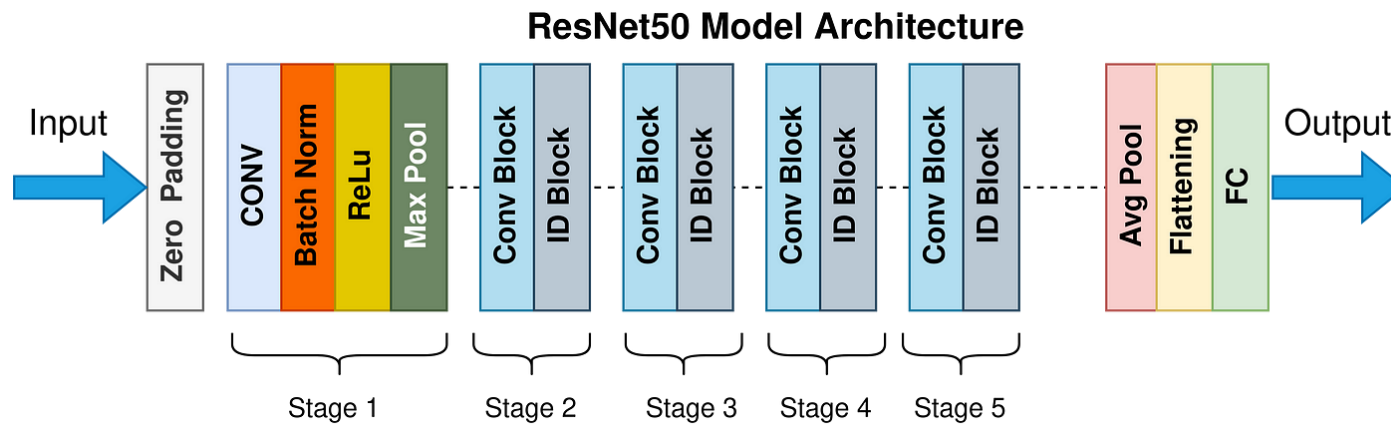 ResNet50 Model Architecture
Input
Zero Padding
CONV
Batch Norm
ReLu
Max Pool
Conv Block
ID Block
Conv Block
ID Block
Conv Block
ID Block
Conv Block
ID Block
Avg Pool
Flattening
FC
Output
Stage 1
Stage 2
Stage 3
Stage 4
Stage 5